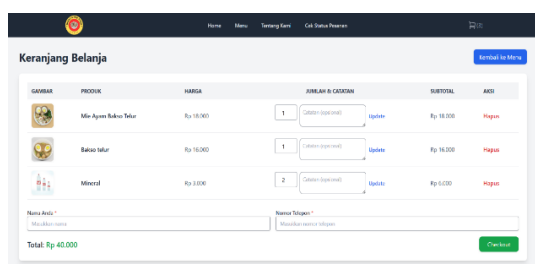 Home Menu Tentang Kami Cek Status Pesanan
Keranjang Belanja
Kembali ke Menu
GAMBAR PRODUK HARGA JUMLAH & CATATAN SUBTOTAL AKSI
Mie Ayam Bakso Telur Rp 18.000 1 Catatan (opsional) Update Rp 18.000 Hapus
Bakso telur Rp 16.000 1 Catatan (opsional) Update Rp 16.000 Hapus
Mineral Rp 3.000 2 Catatan (opsional) Update Rp 6.000 Hapus
Nama Anda * Nomor Telepon *
Masukkan nama Masukkan nomor telepon
Total: Rp 40.000 Checkout